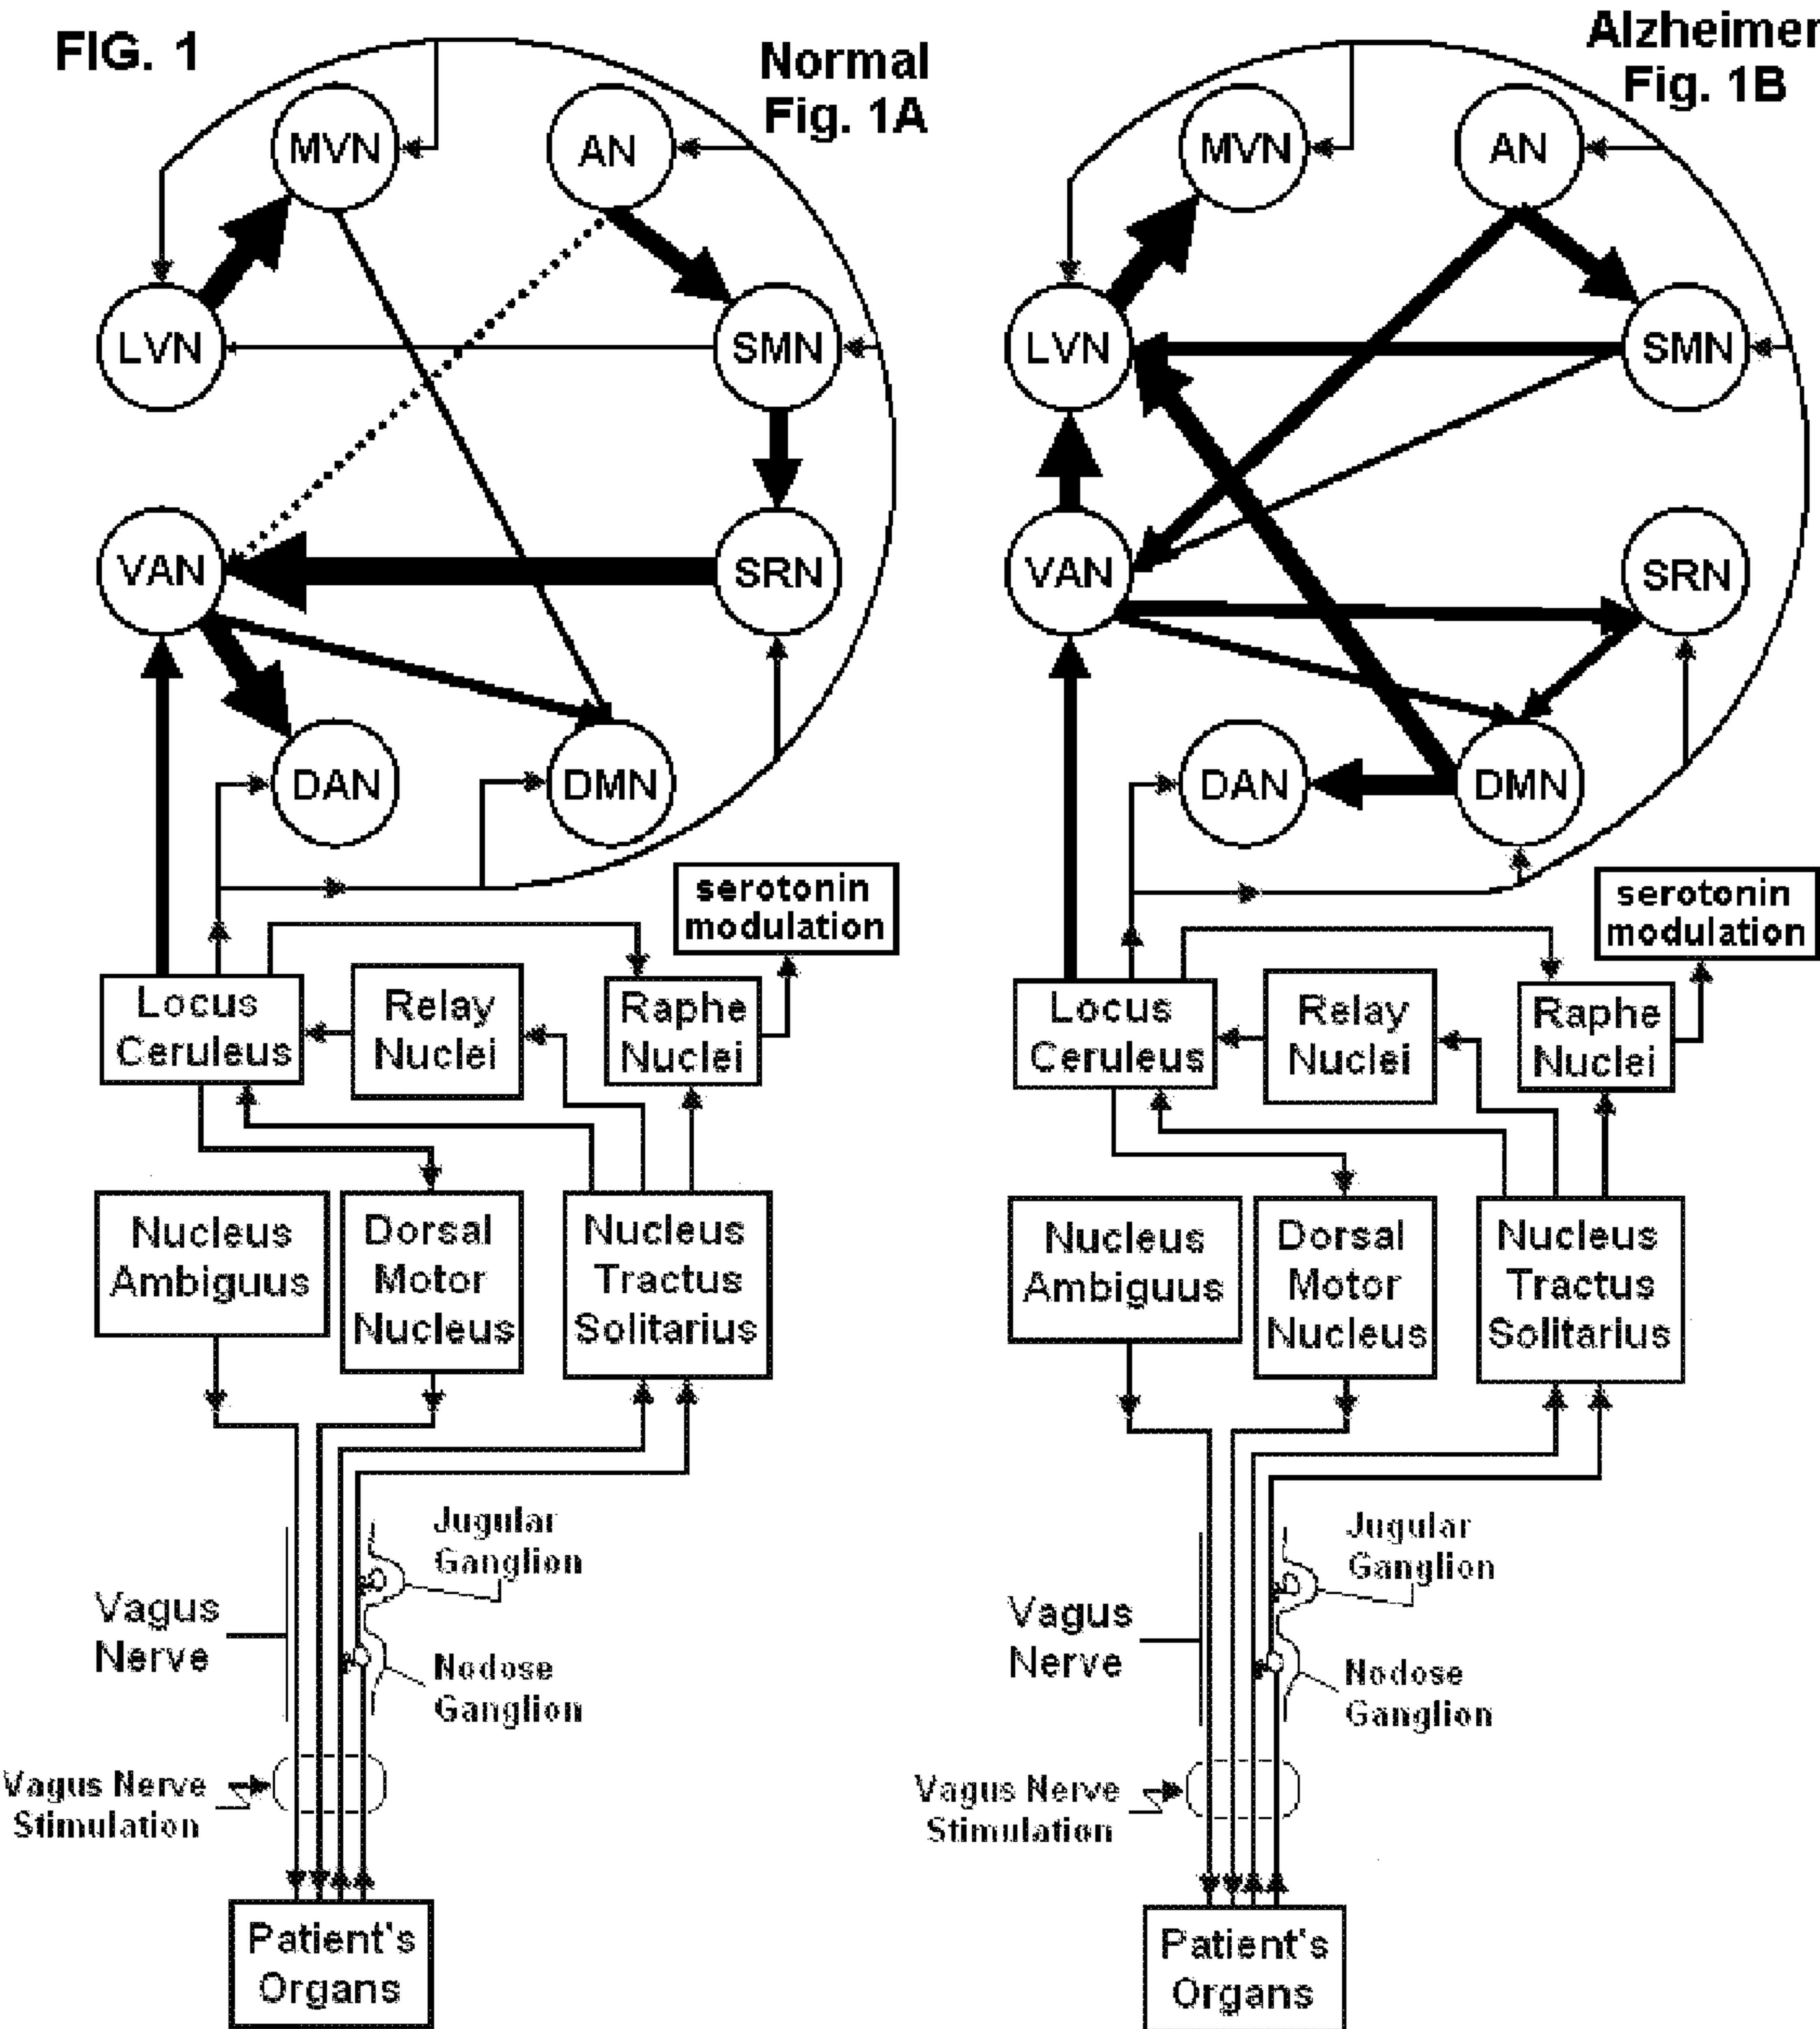 FIG. 1
Normal
Fig. 1A
MVN
AN
LVN
SMN
VAN
SRN
DAN
DMN
serotonin
modulation
Locus
Ceruleus
Relay
Nuclei
Raphe
Nuclei
Nucleus
Ambiguus
Dorsal
Motor
Nucleus
Nucleus
Tractus
Solitarius
Jugular
Ganglion
Vagus
Nerve
Nodose
Ganglion
Vagus Nerve
Stimulation
Patient's
Organs
Alzheimer
Fig. 1B
MVN
AN
LVN
SMN
VAN
SRN
DAN
DMN
serotonin
modulation
Locus
Ceruleus
Relay
Nuclei
Raphe
Nuclei
Nucleus
Ambiguus
Dorsal
Motor
Nucleus
Nucleus
Tractus
Solitarius
Jugular
Ganglion
Vagus
Nerve
Nodose
Ganglion
Vagus Nerve
Stimulation
Patient's
Organs